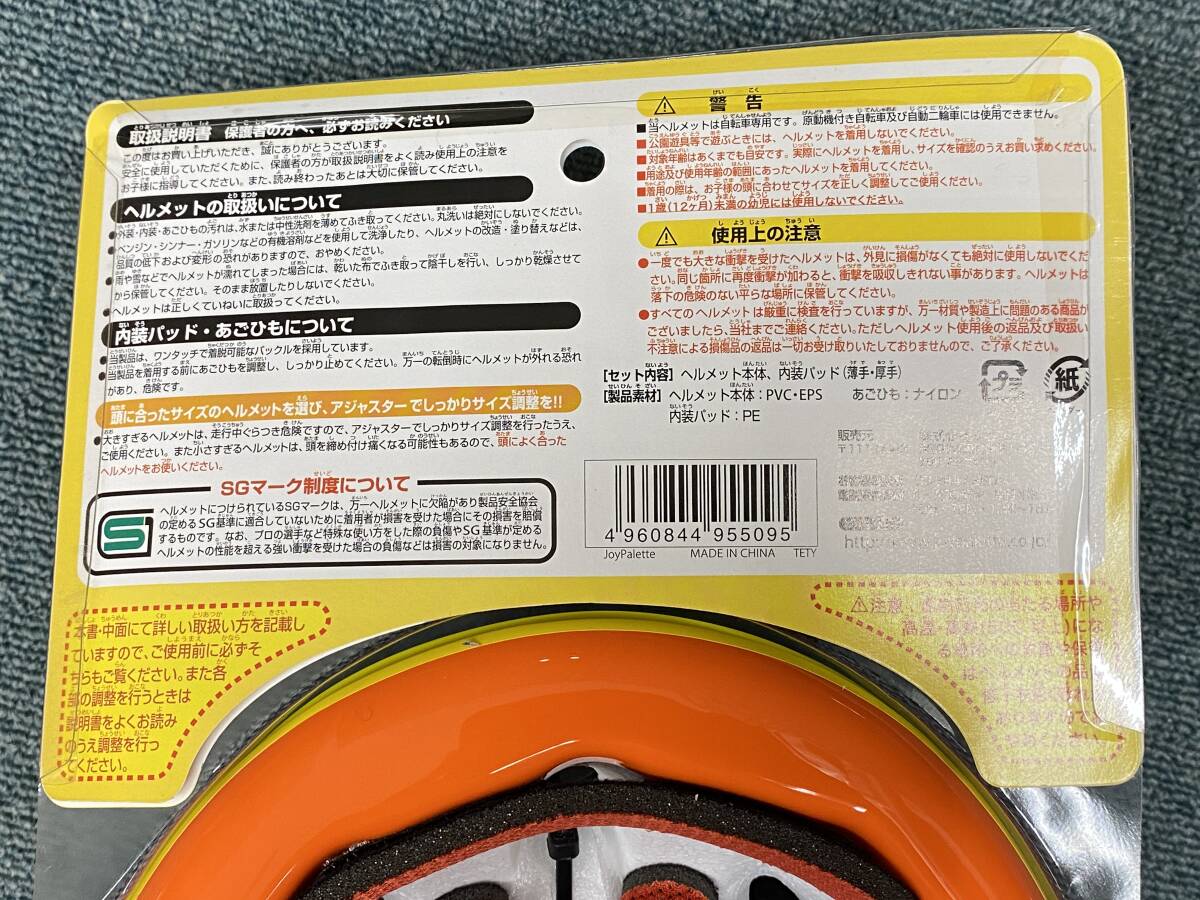 取扱説明書 保護者の方へ、必ずお読みください
この度はお買い上げいただき、誠にありがとうございます。
安全に使用していただくために、保護者の方が取扱説明書をよく読み使用上の注意を
お子様に指導してください。また、読み終わったあとは大切に保管してください。
ヘルメットの取扱いについて
●外装・内装・あごひもの汚れは、水または中性洗剤を薄めてふき取ってください。丸洗いは絶対にしないでください。
●ベンジン・シンナー・ガソリンなどの有機溶剤などを使用して洗浄したり、ヘルメットの改造・塗り替えなどは、
品質の低下および変形の恐れがありますので、おやめください。
●雨や雪などでヘルメットが濡れてしまった場合には、乾いた布でふき取って陰干しを行い、しっかり乾燥させて
から保管してください。そのまま放置したりしないでください。
●ヘルメットは正しくていねいに取扱ってください。
内装パッド・あごひもについて
●当製品は、ワンタッチで着脱可能なバックルを採用しています。
●当製品を着用する前にあごひもを調整し、しっかり止めてください。万一の転倒時にヘルメットが外れる恐れ
があり、危険です。
頭に合ったサイズのヘルメットを選び、アジャスターでしっかりサイズ調整を!!
●大きすぎるヘルメットは、走行中ぐらつき危険ですので、アジャスターでしっかりサイズ調整を行ったうえ、
ご使用ください。また小さすぎるヘルメットは、頭を締め付け痛くなる可能性もあるので、頭によく合った
ヘルメットをお使いください。
SGマーク制度について
ヘルメットにつけられているSGマークは、万一ヘルメットに欠陥があり製品安全協会
の定めるSG基準に適合していないために着用者が損害を受けた場合にその損害を賠償
するものです。なお、プロの選手など特殊な使い方をした際の負傷やSG基準が定める
ヘルメットの性能を超える強い衝撃を受けた場合の負傷などは損害の対象になりません。
本書・中面にて詳しい取扱い方を記載し
ていますので、ご使用前に必ずそ
ちらもご覧ください。また各
部の調整を行うときは
説明書をよくお読み
のうえ調整を行っ
てください。
警告
■当ヘルメットは自転車専用です。原動機付き自転車及び自動二輪車には使用できません。
■公園遊具等で遊ぶときには、ヘルメットを着用しないでください。
■対象年齢はあくまでも目安です。実際にヘルメットを着用し、サイズを確認のうえお買い求めください。
■用途及び使用年齢の範囲にあったヘルメットを着用ください。
■着用の際は、お子様の頭に合わせてサイズを正しく調整してご使用ください。
■1歳(12ヶ月)未満の幼児には使用しないでください。
使用上の注意
●一度でも大きな衝撃を受けたヘルメットは、外見に損傷がなくても絶対に使用しないでくだ
さい。同じ箇所に再度衝撃が加わると、衝撃を吸収しきれない事があります。ヘルメットは
落下の危険のない平らな場所に保管してください。
●すべてのヘルメットは厳重に検査を行っていますが、万一材質や製造上に問題のある商品が
ございましたら、当社までご連絡ください。ただしヘルメット使用後の返品及び取扱い
不注意による損傷品の返品は一切お受け取りいたしておりませんので、ご了承ください。
【セット内容】ヘルメット本体、内装パッド(薄手・厚手)
【製品素材】ヘルメット本体:PVC・EPS あごひも:ナイロン
内装パッド:PE
プラ
紙
販売元
4 960844 955095
JoyPalette MADE IN CHINA TETY
⚠注意